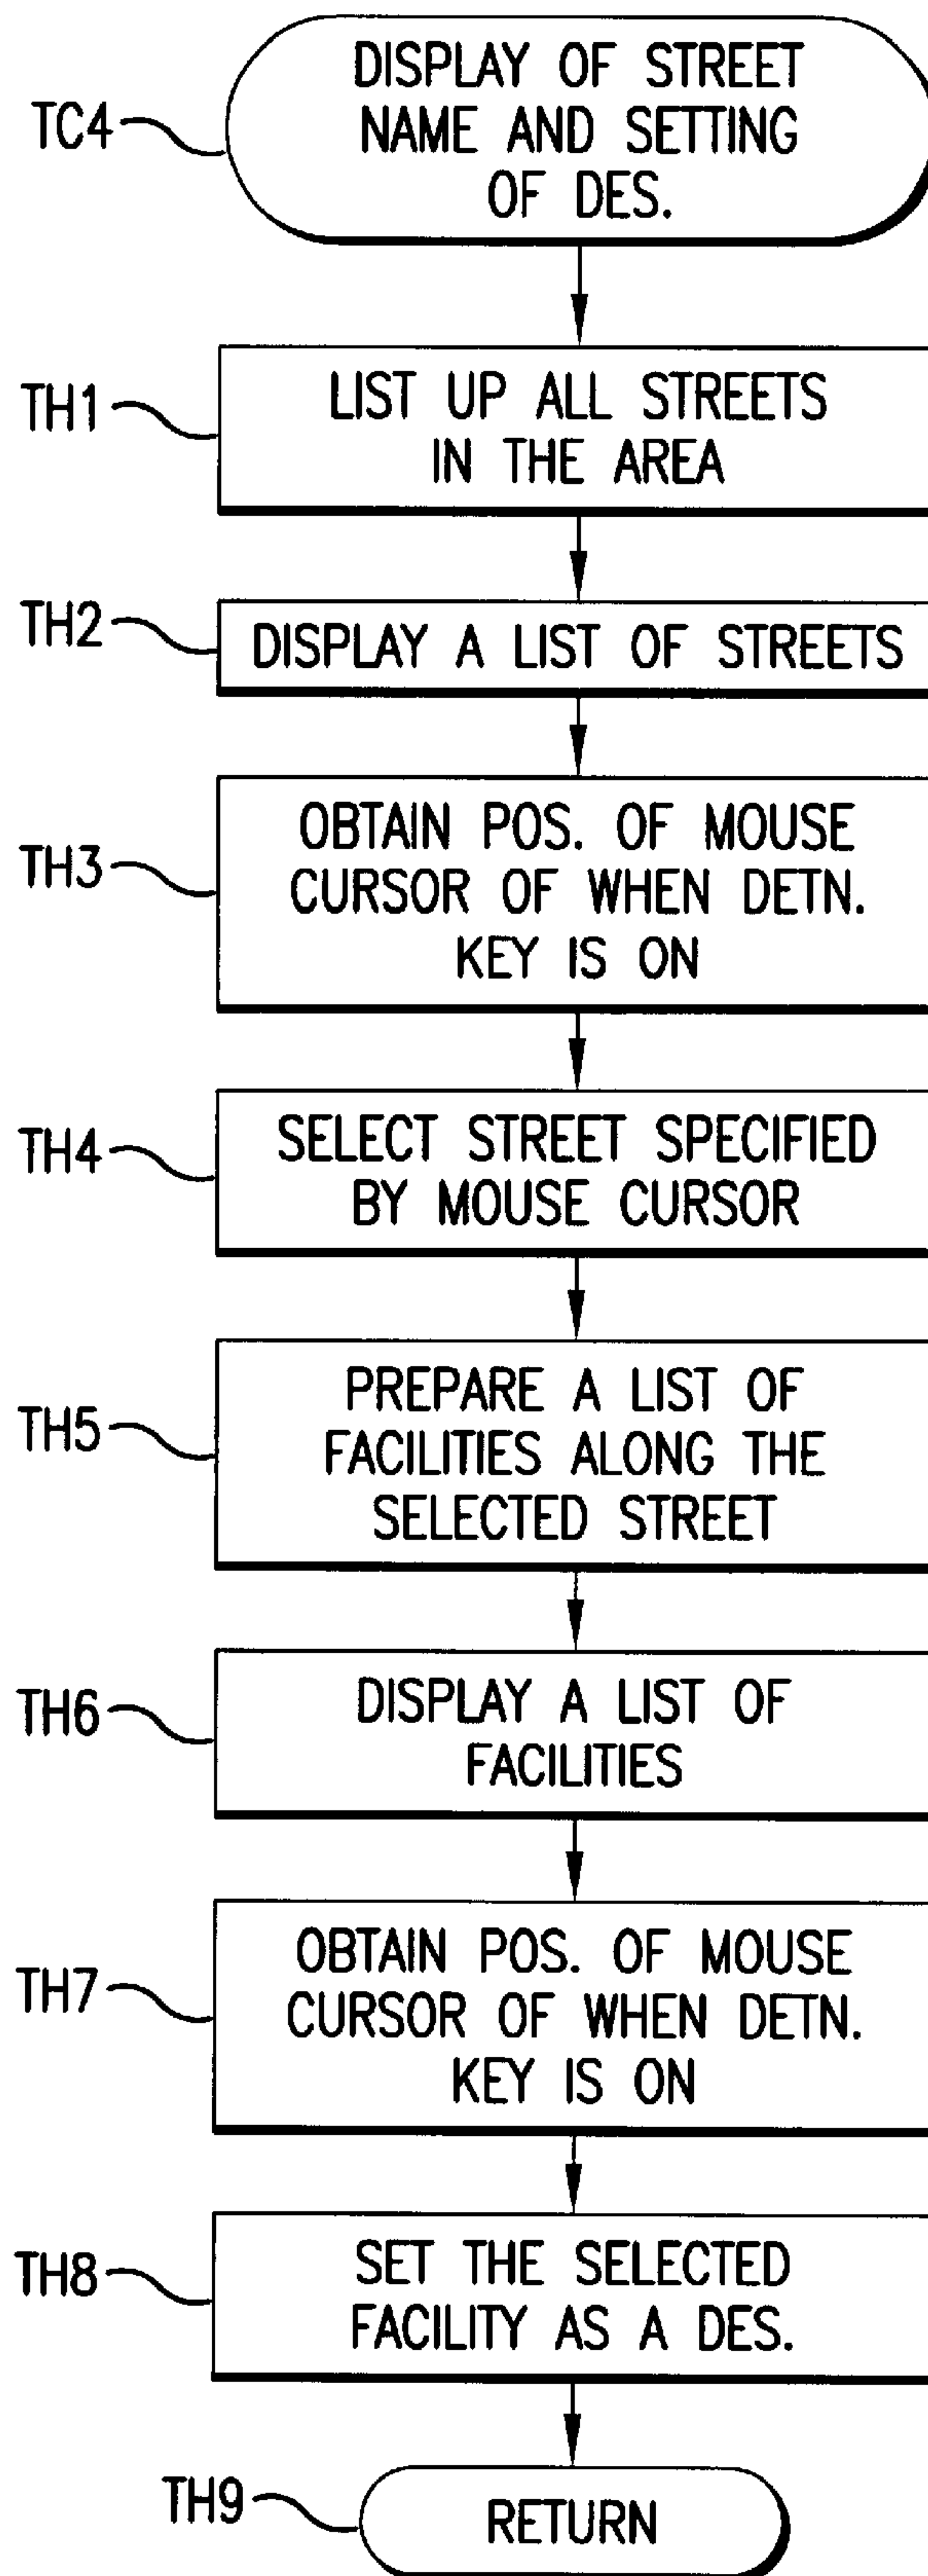 DISPLAY OF STREET
NAME AND SETTING
OF DES.
TC4
LIST UP ALL STREETS
IN THE AREA
TH1
DISPLAY A LIST OF STREETS
TH2
OBTAIN POS. OF MOUSE
CURSOR OF WHEN DETN.
KEY IS ON
TH3
SELECT STREET SPECIFIED
BY MOUSE CURSOR
TH4
PREPARE A LIST OF
FACILITIES ALONG THE
SELECTED STREET
TH5
DISPLAY A LIST OF
FACILITIES
TH6
OBTAIN POS. OF MOUSE
CURSOR OF WHEN DETN.
KEY IS ON
TH7
SET THE SELECTED
FACILITY AS A DES.
TH8
RETURN
TH9